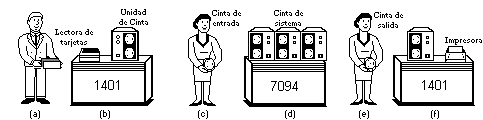 Lectora de
tarjetas
Unidad
de Cinta
1401
Cinta de
entrada
Cinta de
sistema
7094
Cinta de
salida
Impresora
1401
(a)
(b)
(c)
(d)
(e)
(f)